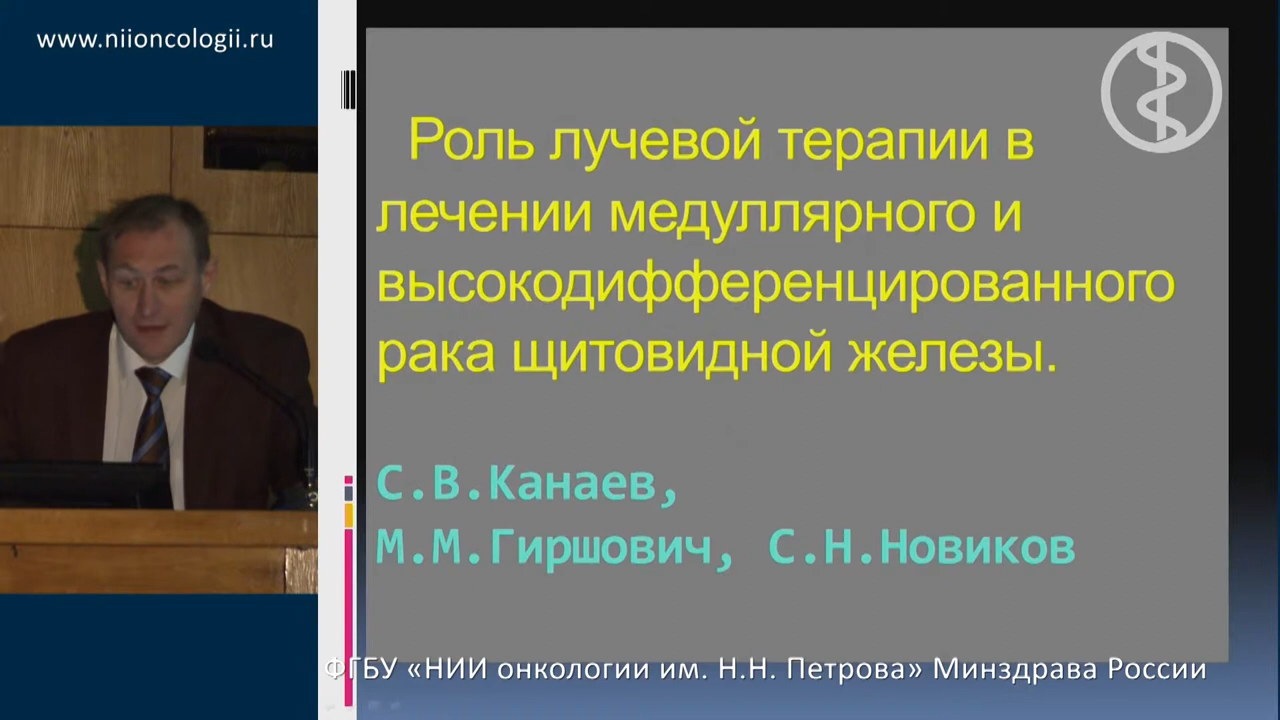 www.niioncologii.ru
Роль лучевой терапии в
лечении медуллярного и
высокодифференцированного
рака щитовидной железы.
С.В.Канаев,
М.М.Гиршович, С.Н.Новиков
ФГБУ «НИИ онкологии им. Н.Н. Петрова» Минздрава России